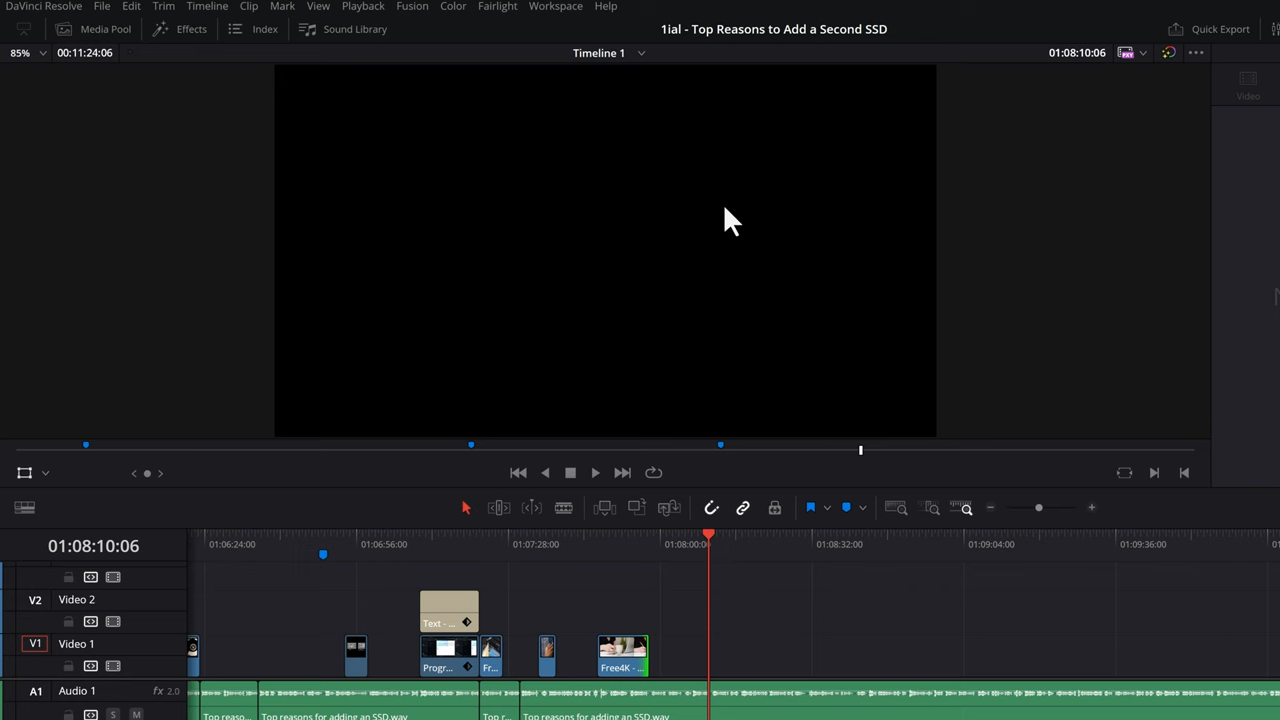 DaVinci Resolve File Edit Trim Timeline Clip Mark View Playback Fusion Color Fairlight Workspace Help
Media Pool Effects Index Sound Library 1ial - Top Reasons to Add a Second SSD Quick Export
85% 00:11:24:06 Timeline 1 01:08:10:06 PXY
Video
01:08:10:06 01:06:24:00 01:06:56:00 01:07:28:00 01:08:00:00 01:08:32:00 01:09:04:00 01:09:36:00
V2 Video 2
Text - ...
V1 Video 1
Progr... Fr... Free4K - ...
A1 Audio 1 fx 2.0
S M Top reaso... Top reasons for adding an SSD.wav Top r... Top reasons for adding an SSD.wav